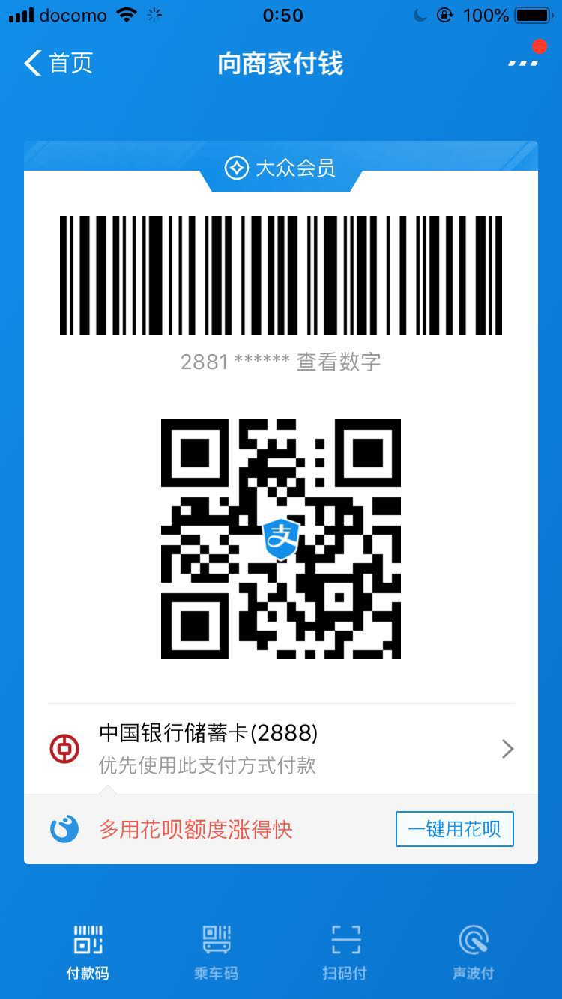 docomo 0:50 100%
首页 向商家付钱
大众会员
2881 ****** 查看数字
支
中国银行储蓄卡(2888)
优先使用此支付方式付款
多用花呗额度涨得快 一键用花呗
付款码 乘车码 扫码付 声波付